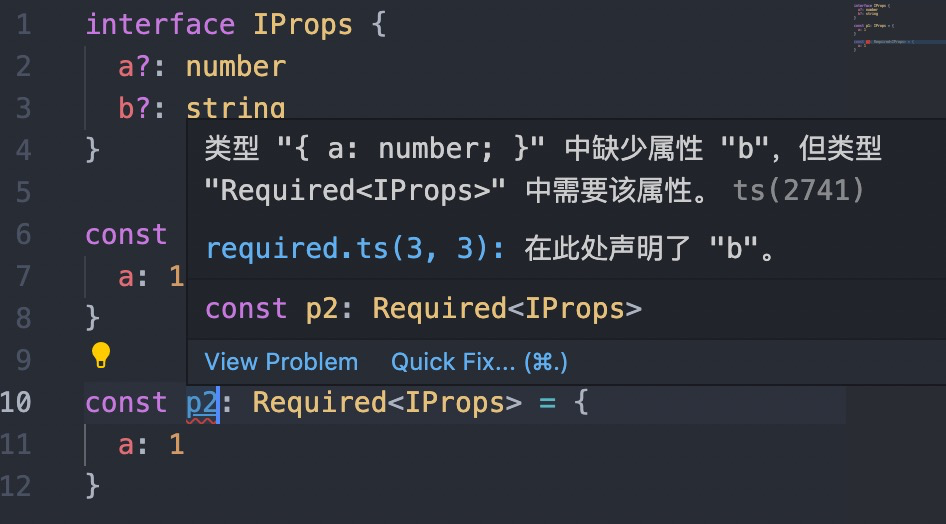 1 interface IProps {
2 a?: number
3 b?: string
4 }
类型 "{ a: number; }" 中缺少属性 "b"，但类型
"Required<IProps>" 中需要该属性。 ts(2741)
required.ts(3, 3): 在此处声明了 "b"。
const p2: Required<IProps>
View Problem Quick Fix... (⌘.)
5
6 const
7 a: 1
8 }
9
10 const p2: Required<IProps> = {
11 a: 1
12 }